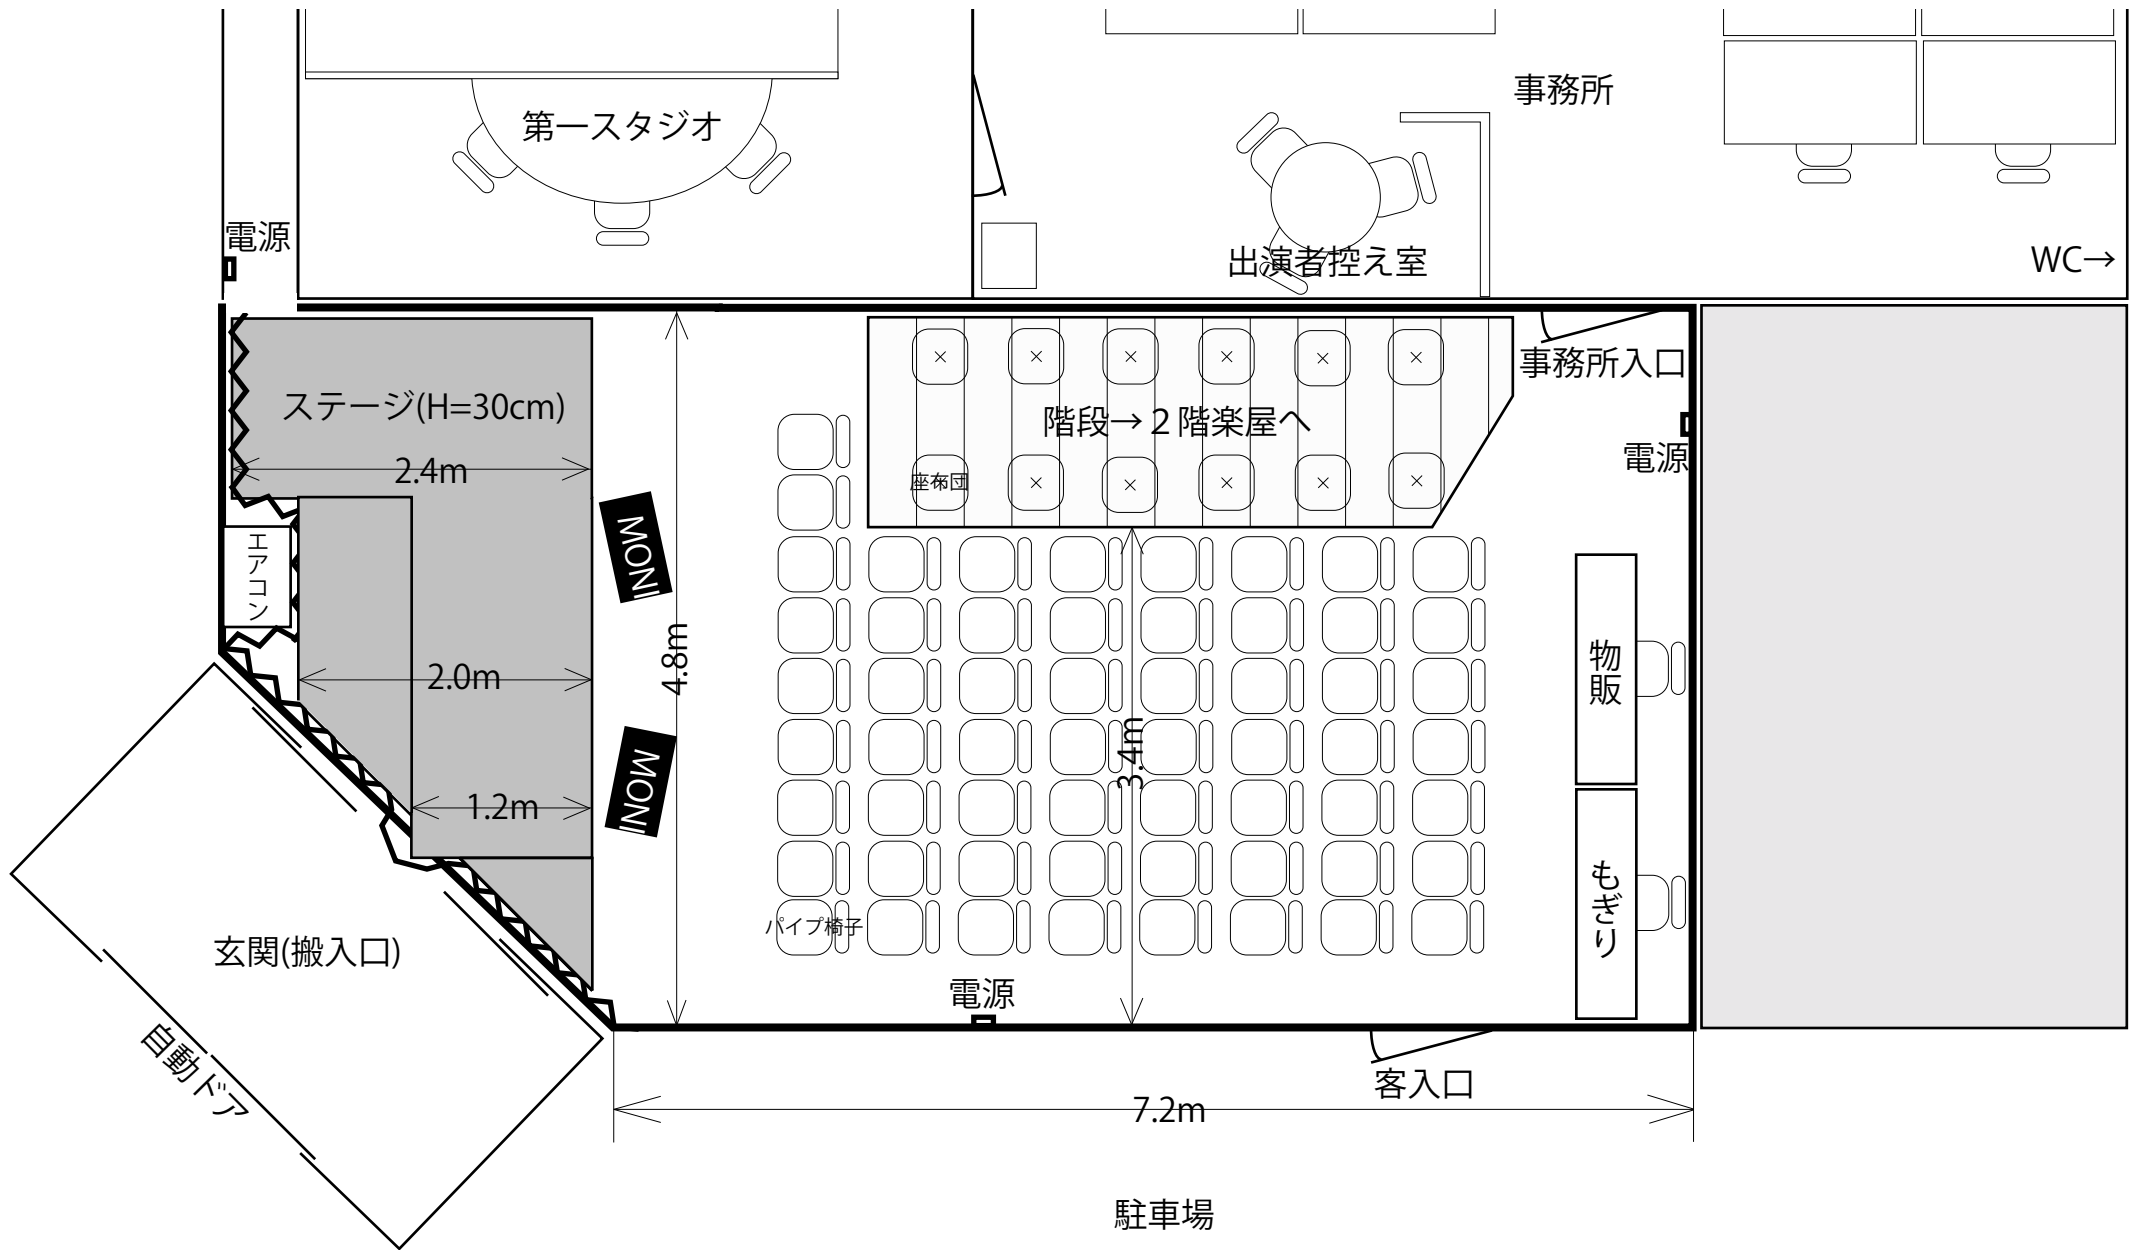 事務所
第一スタジオ
電源
出演者控え室
WC→
事務所入口
ステージ(H=30cm)
階段→２階楽屋へ
電源
2.4m
座布団
MONI
エアコン
4.8m
物販
2.0m
3.4m
MONI
1.2m
もぎり
パイプ椅子
玄関(搬入口)
電源
自動ドア
客入口
7.2m
駐車場